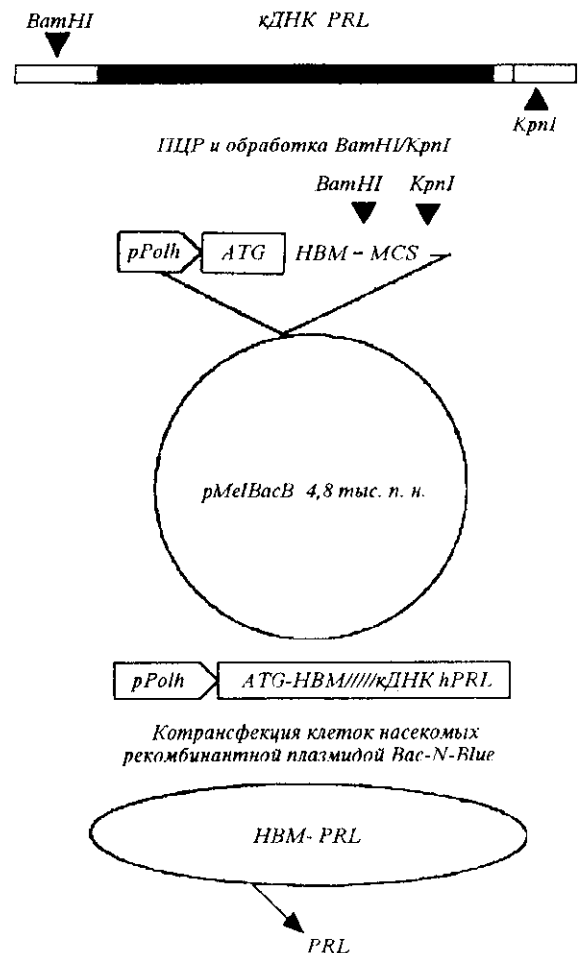 BamHI
кДНК PRL
KpnI
ПЦР и обработка BamHI/KpnI
BamHI KpnI
pPolh ATG HBM – MCS
pMelBacB 4,8 тыс. п. н.
pPolh ATG-HBM/////кДНК hPRL
Котрансфекция клеток насекомых
рекомбинантной плазмидой Bac-N-Blue
HBM- PRL
PRL